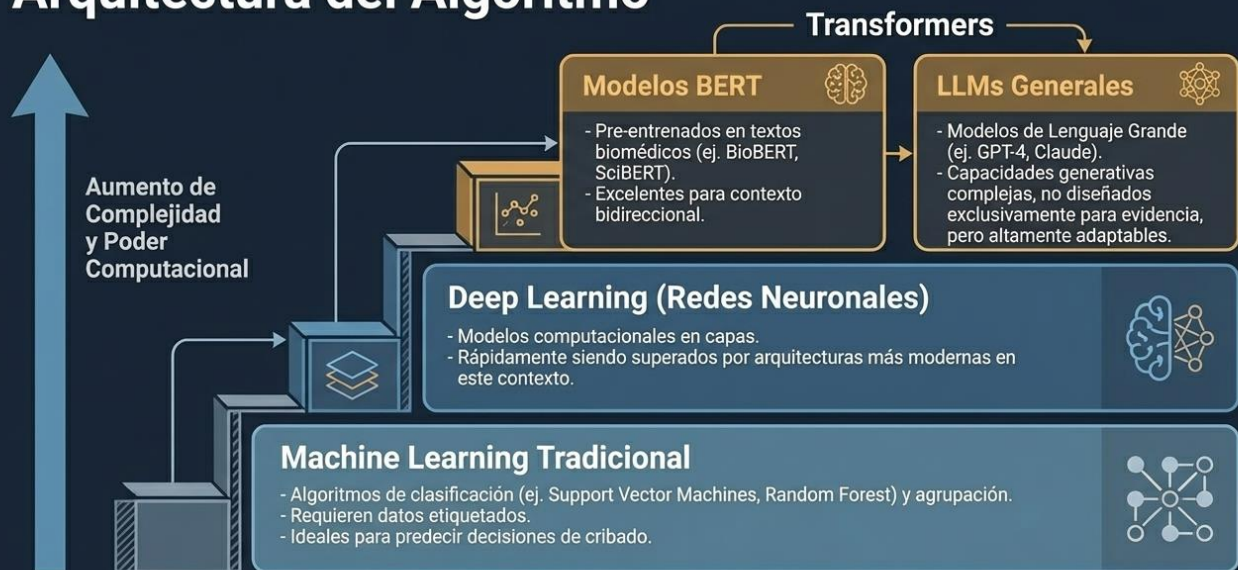 Arquitectura del Algoritmo
Transformers
Modelos BERT
- Pre-entrenados en textos
biomédicos (ej. BioBERT,
SciBERT).
- Excelentes para contexto
bidireccional.
LLMs Generales
- Modelos de Lenguaje Grande
(ej. GPT-4, Claude).
- Capacidades generativas
complejas, no diseñados
exclusivamente para evidencia,
pero altamente adaptables.
Aumento de
Complejidad
y Poder
Computacional
Deep Learning (Redes Neuronales)
- Modelos computacionales en capas.
- Rápidamente siendo superados por arquitecturas más modernas en
este contexto.
Machine Learning Tradicional
- Algoritmos de clasificación (ej. Support Vector Machines, Random Forest) y agrupación.
- Requieren datos etiquetados.
- Ideales para predecir decisiones de cribado.